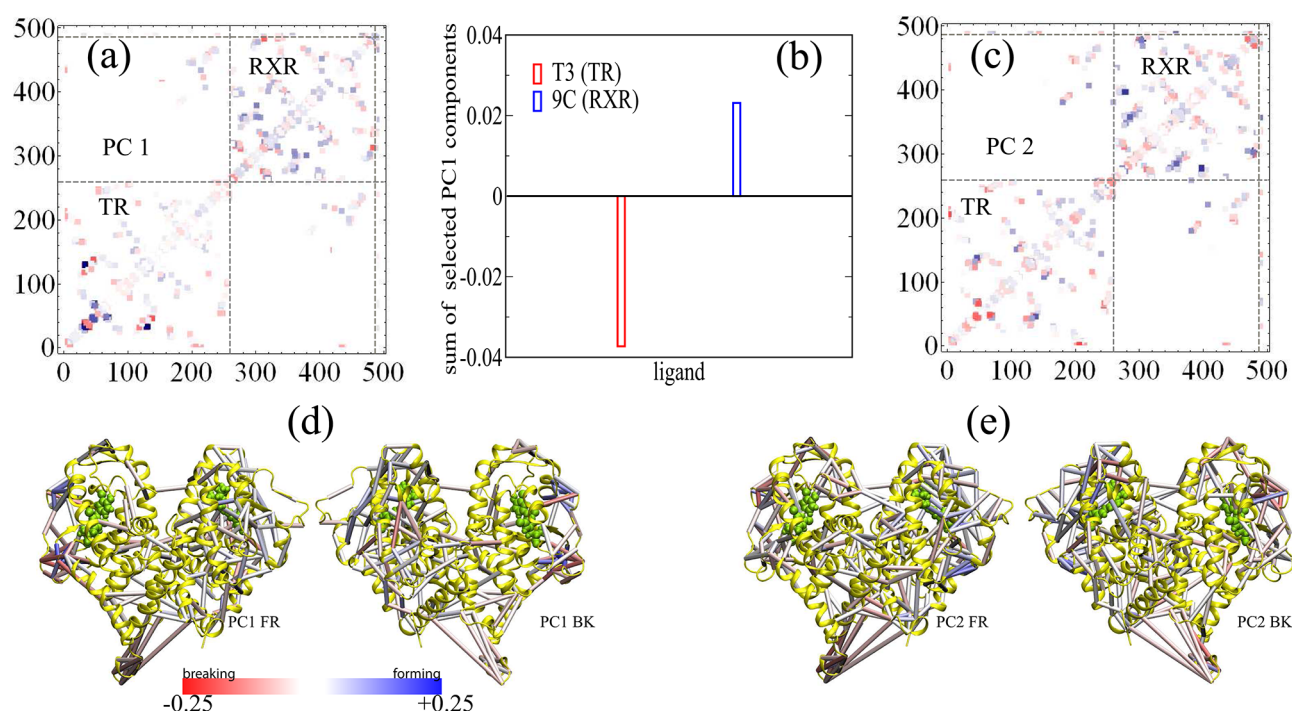 500
400
300
200
100
0
0 100 200 300 400 500
(a)
RXR
PC 1
TR
sum of selected PC1 components
0.04
0.02
0
-0.02
-0.04
(b)
T3 (TR)
9C (RXR)
ligand
500
400
300
200
100
0
0 100 200 300 400 500
(c)
RXR
PC 2
TR
(d)
PC1 FR
PC1 BK
breaking forming
-0.25 +0.25
(e)
PC2 FR
PC2 BK